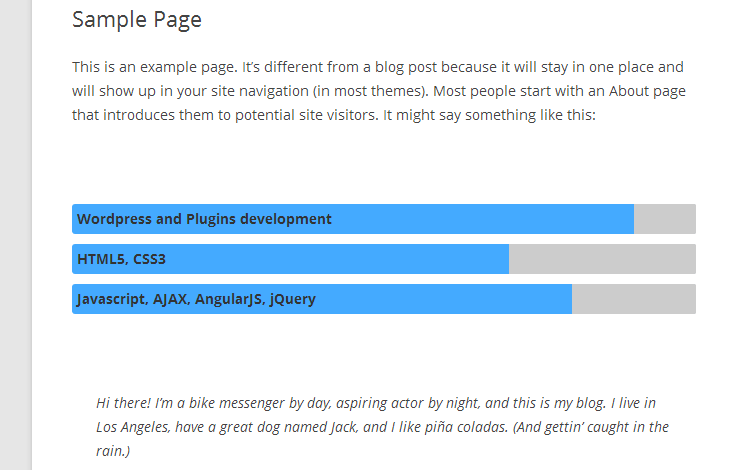 Sample Page
This is an example page. It’s different from a blog post because it will stay in one place and
will show up in your site navigation (in most themes). Most people start with an About page
that introduces them to potential site visitors. It might say something like this:
Wordpress and Plugins development
HTML5, CSS3
Javascript, AJAX, AngularJS, jQuery
Hi there! I’m a bike messenger by day, aspiring actor by night, and this is my blog. I live in
Los Angeles, have a great dog named Jack, and I like piña coladas. (And gettin’ caught in the
rain.)